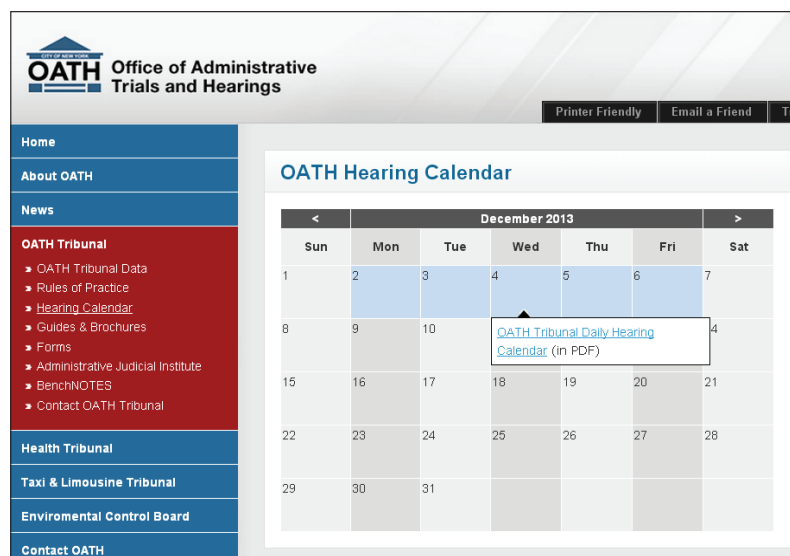 CITY OF NEW YORK
OATH
Office of Administrative
Trials and Hearings
Printer Friendly
Email a Friend
T
Home
About OATH
News
OATH Tribunal
» OATH Tribunal Data
» Rules of Practice
» Hearing Calendar
» Guides & Brochures
» Forms
» Administrative Judicial Institute
» BenchNOTES
» Contact OATH Tribunal
Health Tribunal
Taxi & Limousine Tribunal
Enviromental Control Board
Contact OATH
OATH Hearing Calendar
< December 2013 >
Sun Mon Tue Wed Thu Fri Sat
1 2 3 4 5 6 7
8 9 10 4
OATH Tribunal Daily Hearing
Calendar (in PDF)
15 16 17 18 19 20 21
22 23 24 25 26 27 28
29 30 31